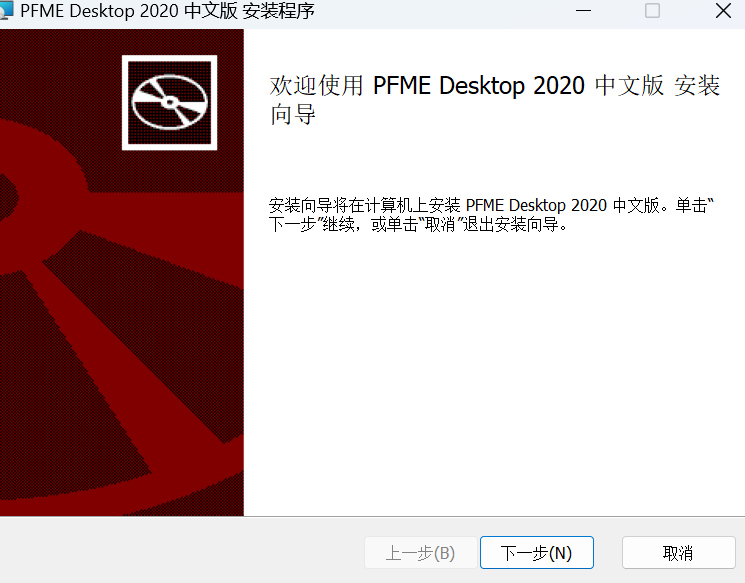 PFME Desktop 2020 中文版 安装程序
欢迎使用 PFME Desktop 2020 中文版 安装
向导
安装向导将在计算机上安装 PFME Desktop 2020 中文版。单击“
下一步”继续，或单击“取消”退出安装向导。
上一步(B)
下一步(N)
取消